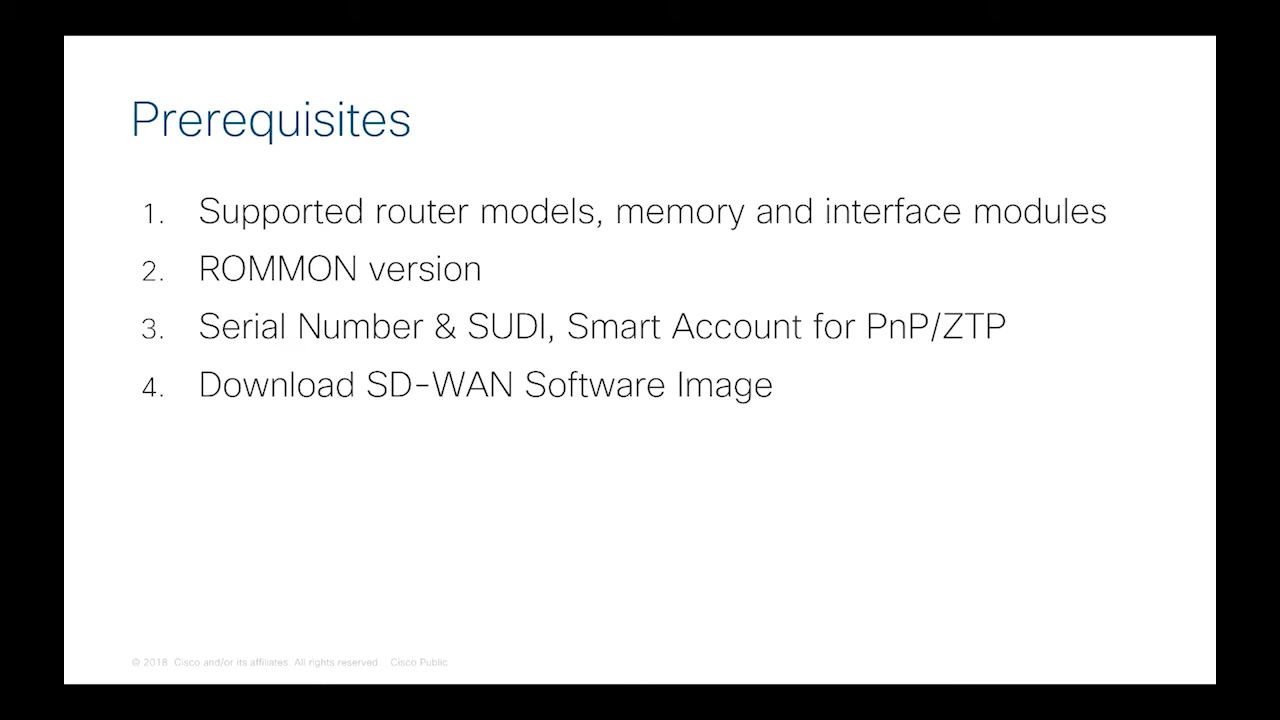 Prerequisites
1. Supported router models, memory and interface modules
2. ROMMON version
3. Serial Number & SUDI, Smart Account for PnP/ZTP
4. Download SD-WAN Software Image
© 2018 Cisco and/or its affiliates. All rights reserved. Cisco Public